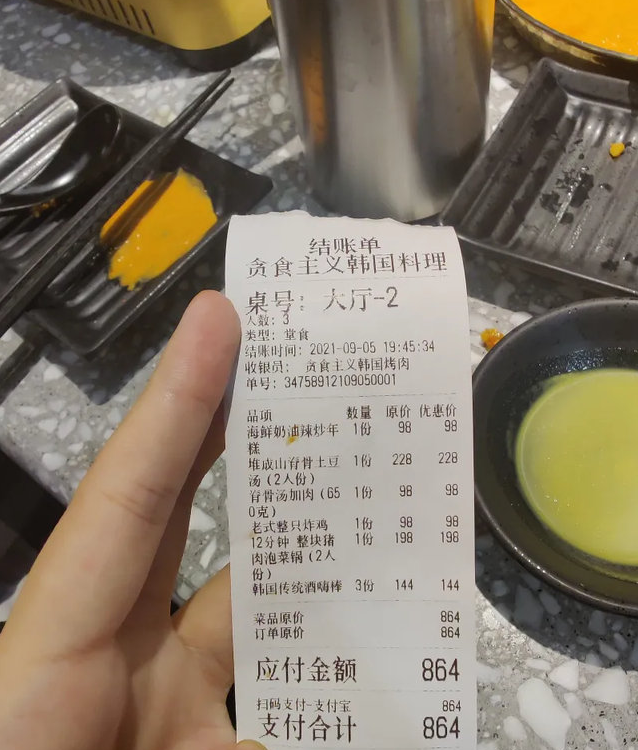 结账单
贪食主义韩国料理
桌号: 大厅-2
人数: 3
类型: 堂食
结账时间: 2021-09-05 19:45:34
收银员: 贪食主义韩国烤肉
单号: 34758912109050001
品项 数量 原价 优惠价
海鲜奶油辣炒年 1份 98 98
糕
堆成山脊骨土豆 1份 228 228
汤(2人份)
脊骨汤加肉(65 1份 98 98
0克)
老式整只炸鸡 1份 98 98
12分钟 整块猪 1份 198 198
肉泡菜锅(2人
份)
韩国传统酒嗨棒 3份 144 144
菜品原价 864
订单原价 864
应付金额 864
扫码支付-支付宝 864
支付合计 864